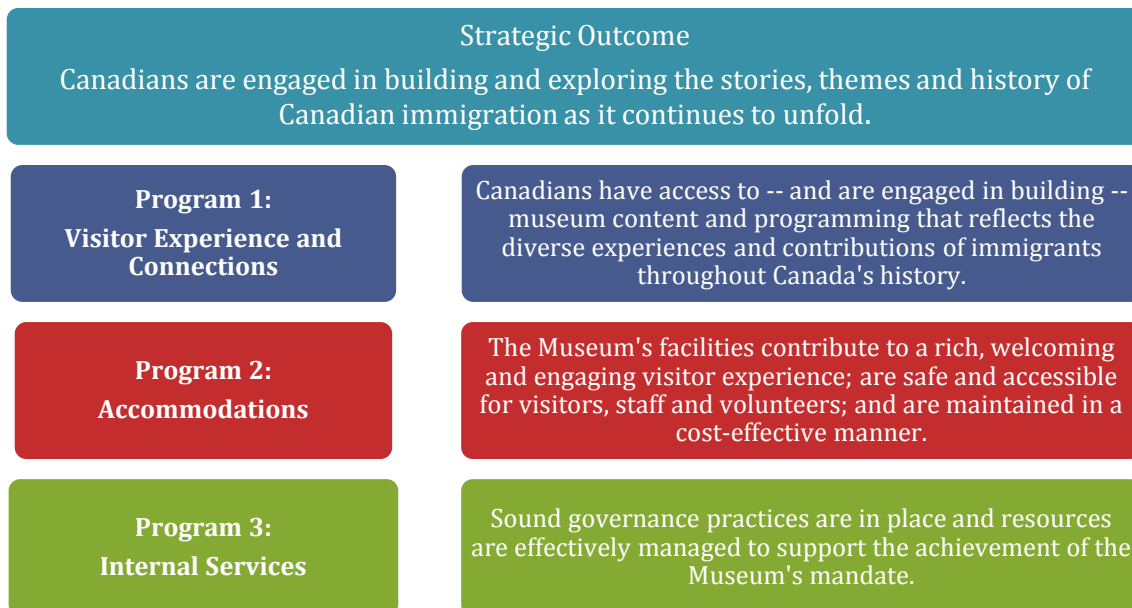 Strategic Outcome
Canadians are engaged in building and exploring the stories, themes and history of
Canadian immigration as it continues to unfold.
Program 1:
Visitor Experience and
Connections
Canadians have access to -- and are engaged in building --
museum content and programming that reflects the
diverse experiences and contributions of immigrants
throughout Canada's history.
Program 2:
Accommodations
The Museum's facilities contribute to a rich, welcoming
and engaging visitor experience; are safe and accessible
for visitors, staff and volunteers; and are maintained in a
cost-effective manner.
Program 3:
Internal Services
Sound governance practices are in place and resources
are effectively managed to support the achievement of the
Museum's mandate.